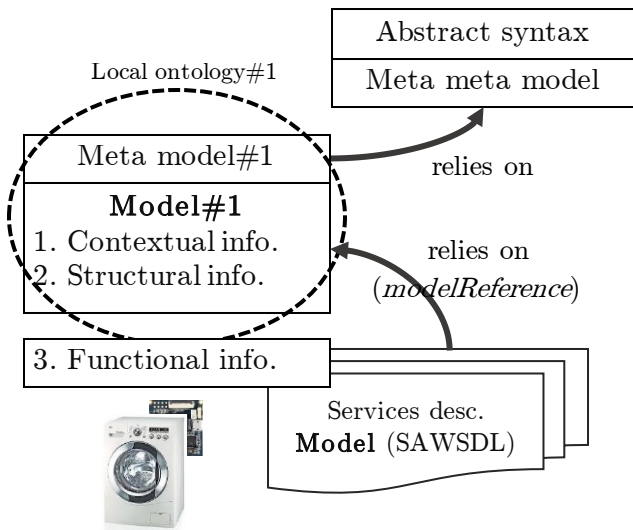 Abstract syntax
Meta meta model
Local ontology#1
Meta model#1
relies on
Model#1
1. Contextual info.
2. Structural info.
relies on
(modelReference)
3. Functional info.
Services desc.
Model (SAWSDL)